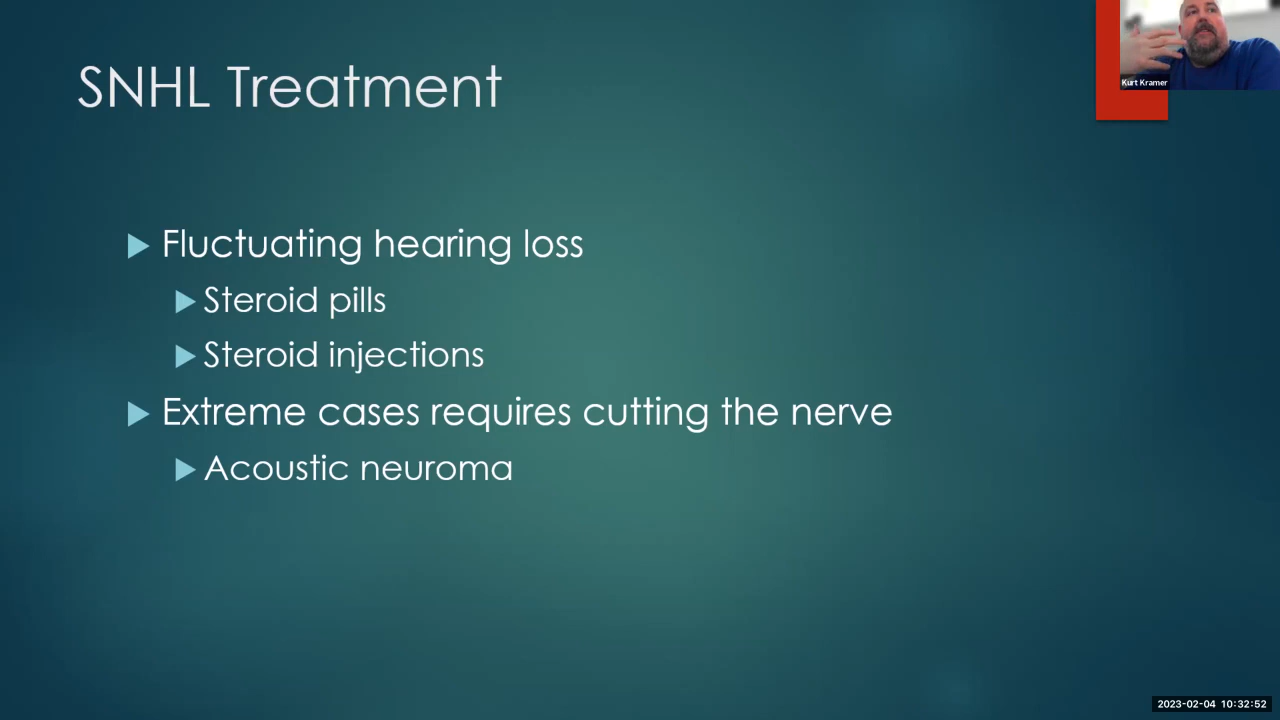 SNHL Treatment
Kurt Kramer
Fluctuating hearing loss
Steroid pills
Steroid injections
Extreme cases requires cutting the nerve
Acoustic neuroma
2023-02-04 10:32:52